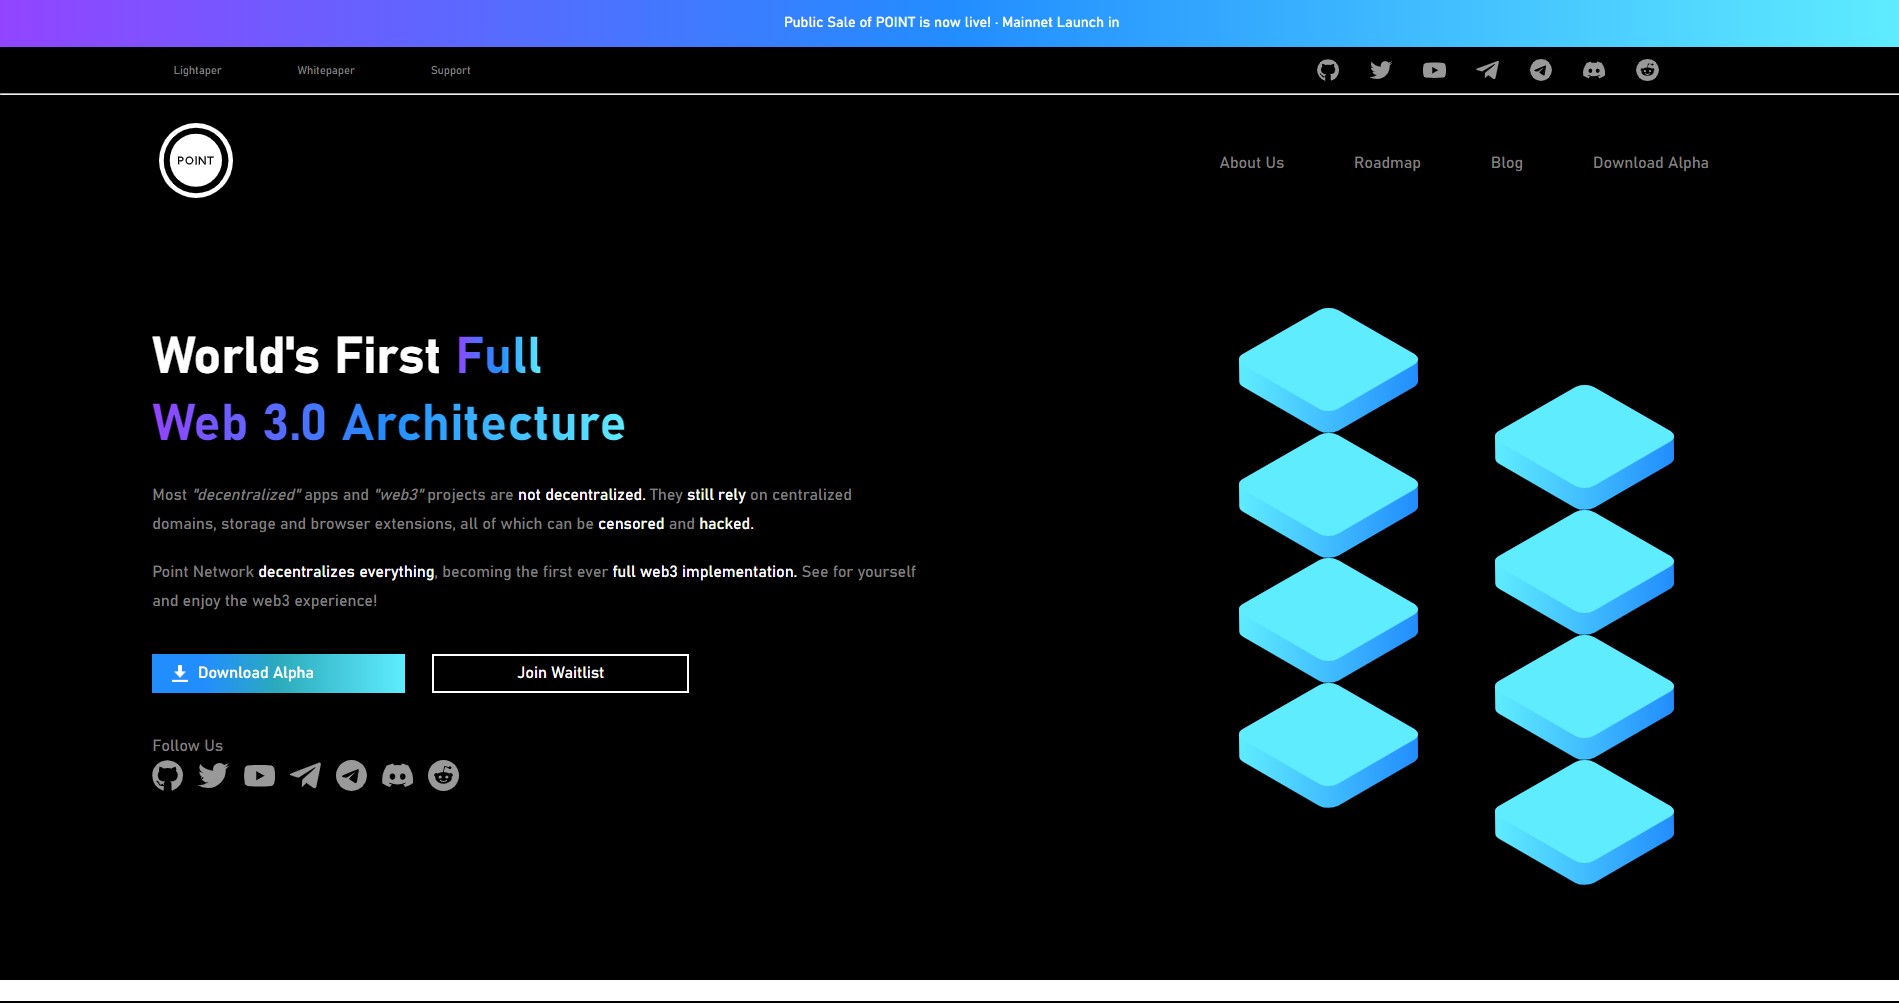 Public Sale of POINT is now live! · Mainnet Launch in
Lightaper
Whitepaper
Support
POINT
About Us
Roadmap
Blog
Download Alpha
World's First Full
Web 3.0 Architecture
Most "decentralized" apps and "web3" projects are not decentralized. They still rely on centralized
domains, storage and browser extensions, all of which can be censored and hacked.
Point Network decentralizes everything, becoming the first ever full web3 implementation. See for yourself
and enjoy the web3 experience!
Download Alpha
Join Waitlist
Follow Us